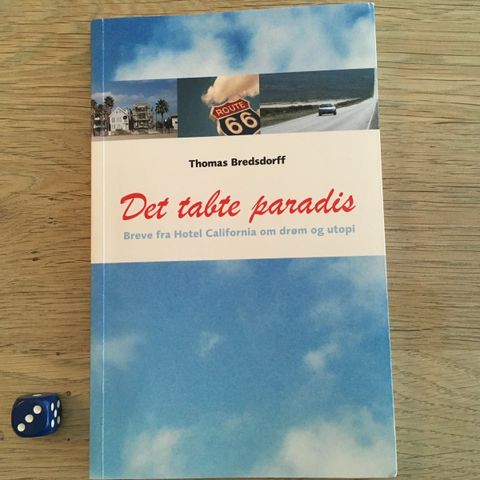 ROUTE
66
Thomas Bredsdorff
Det tabte paradis
Breve fra Hotel California om drøm og utopi